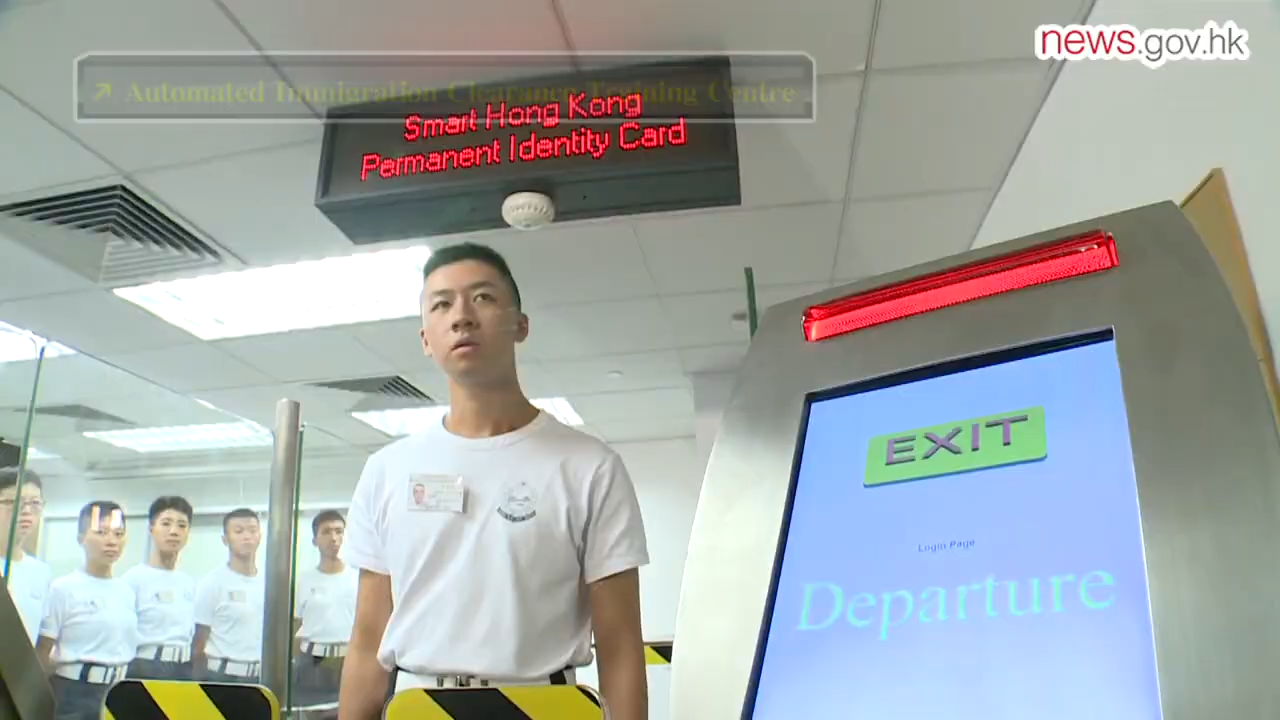 news.gov.hk
Automated Immigration Clearance Training Centre
Smart Hong Kong
Permanent Identity Card
EXIT
Login Page
Departure